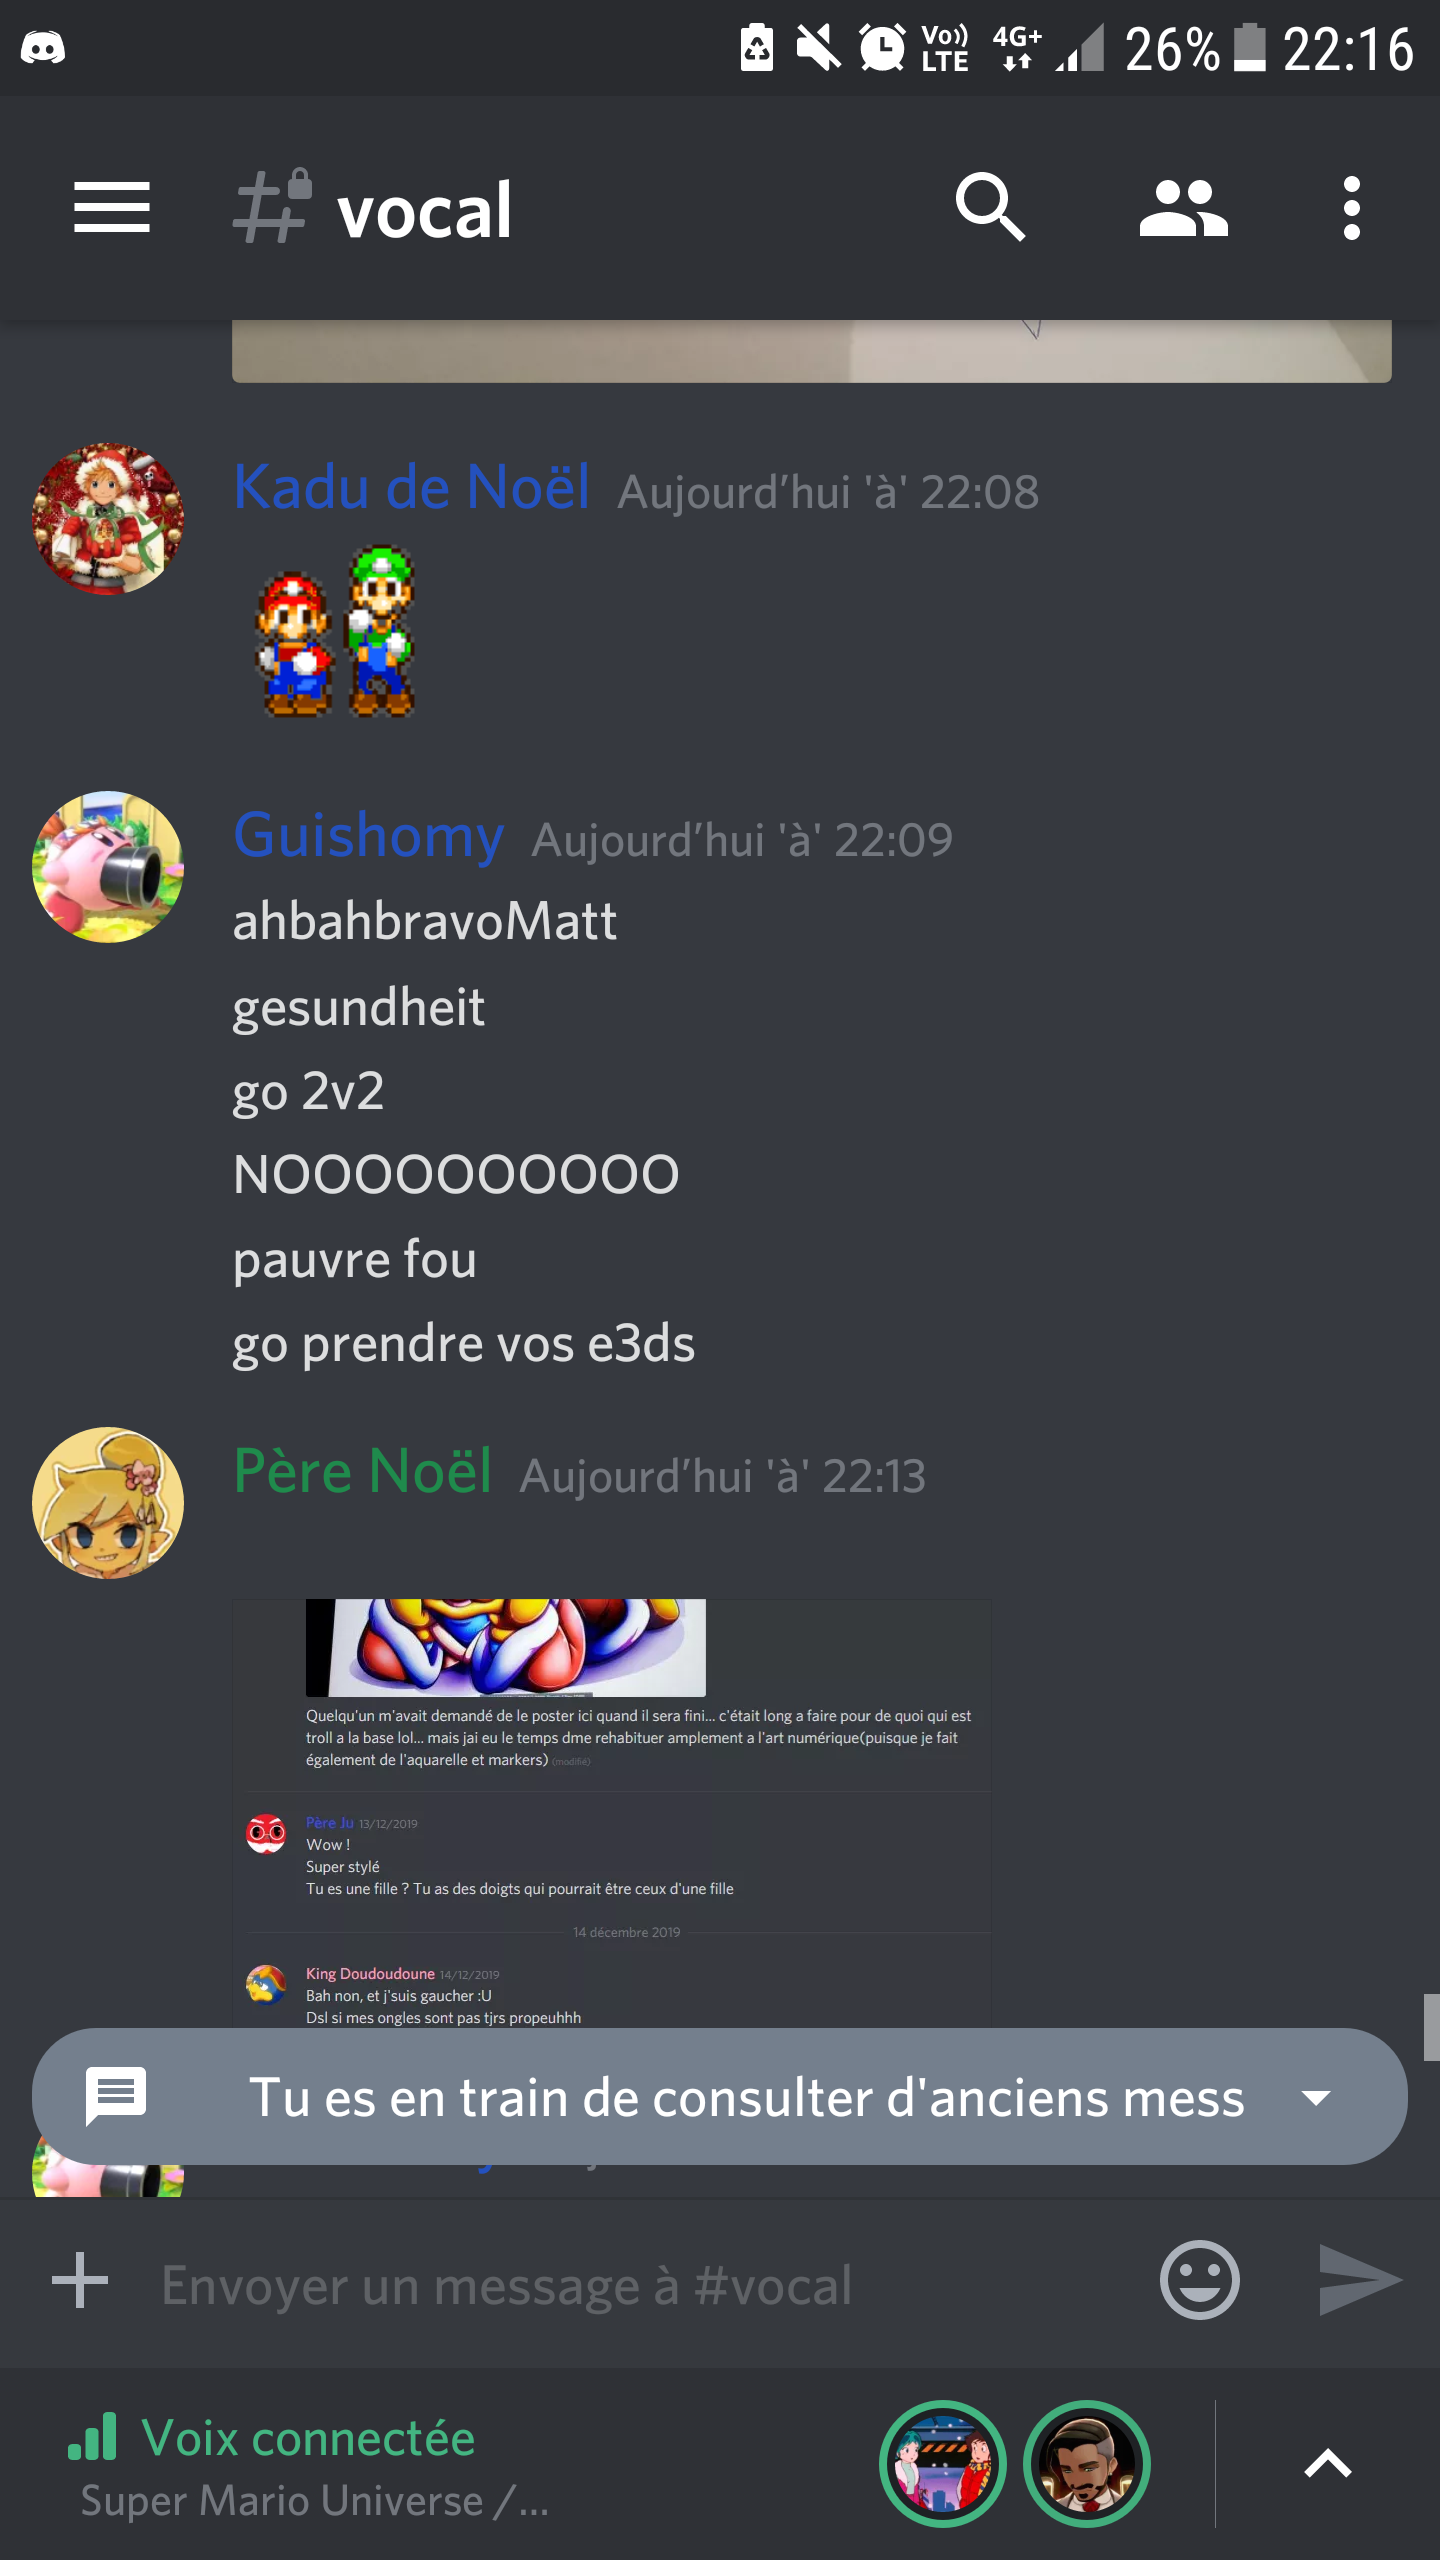 Vo))
LTE
4G+
26%
22:16
vocal
Kadu de Noël Aujourd’hui 'à' 22:08
Guishomy Aujourd’hui 'à' 22:09
ahbahbravoMatt
gesundheit
go 2v2
NOOOOOOOOOO
pauvre fou
go prendre vos e3ds
Père Noël Aujourd’hui 'à' 22:13
Quelqu'un m'avait demandé de le poster ici quand il sera fini... c'était long a faire pour de quoi qui est
troll a la base lol... mais jai eu le temps dme rehabituer amplement a l'art numérique(puisque je fait
également de l'aquarelle et markers) (modifié)
Père Ju 13/12/2019
Wow !
Super stylé
Tu es une fille ? Tu as des doigts qui pourrait être ceux d'une fille
14 décembre 2019
King Doudoudoune 14/12/2019
Bah non, et j'suis gaucher :U
Dsl si mes ongles sont pas tjrs propeuhhh
Tu es en train de consulter d'anciens mess
Envoyer un message à #vocal
Voix connectée
Super Mario Universe /...